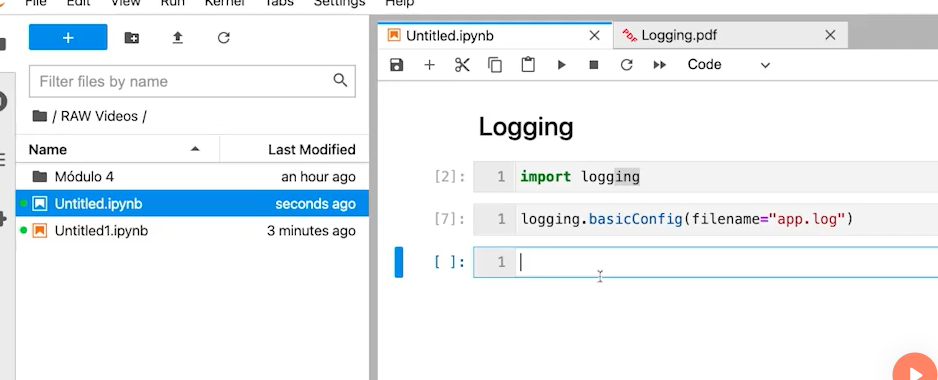 File Edit View Run Kernel Tabs Settings Help
Untitled.ipynb
Logging.pdf
Code
Filter files by name
/ RAW Videos /
Name Last Modified
Módulo 4 an hour ago
Untitled.ipynb seconds ago
Untitled1.ipynb 3 minutes ago
Logging
[2]: 1 import logging
[7]: 1 logging.basicConfig(filename="app.log")
[ ]: 1